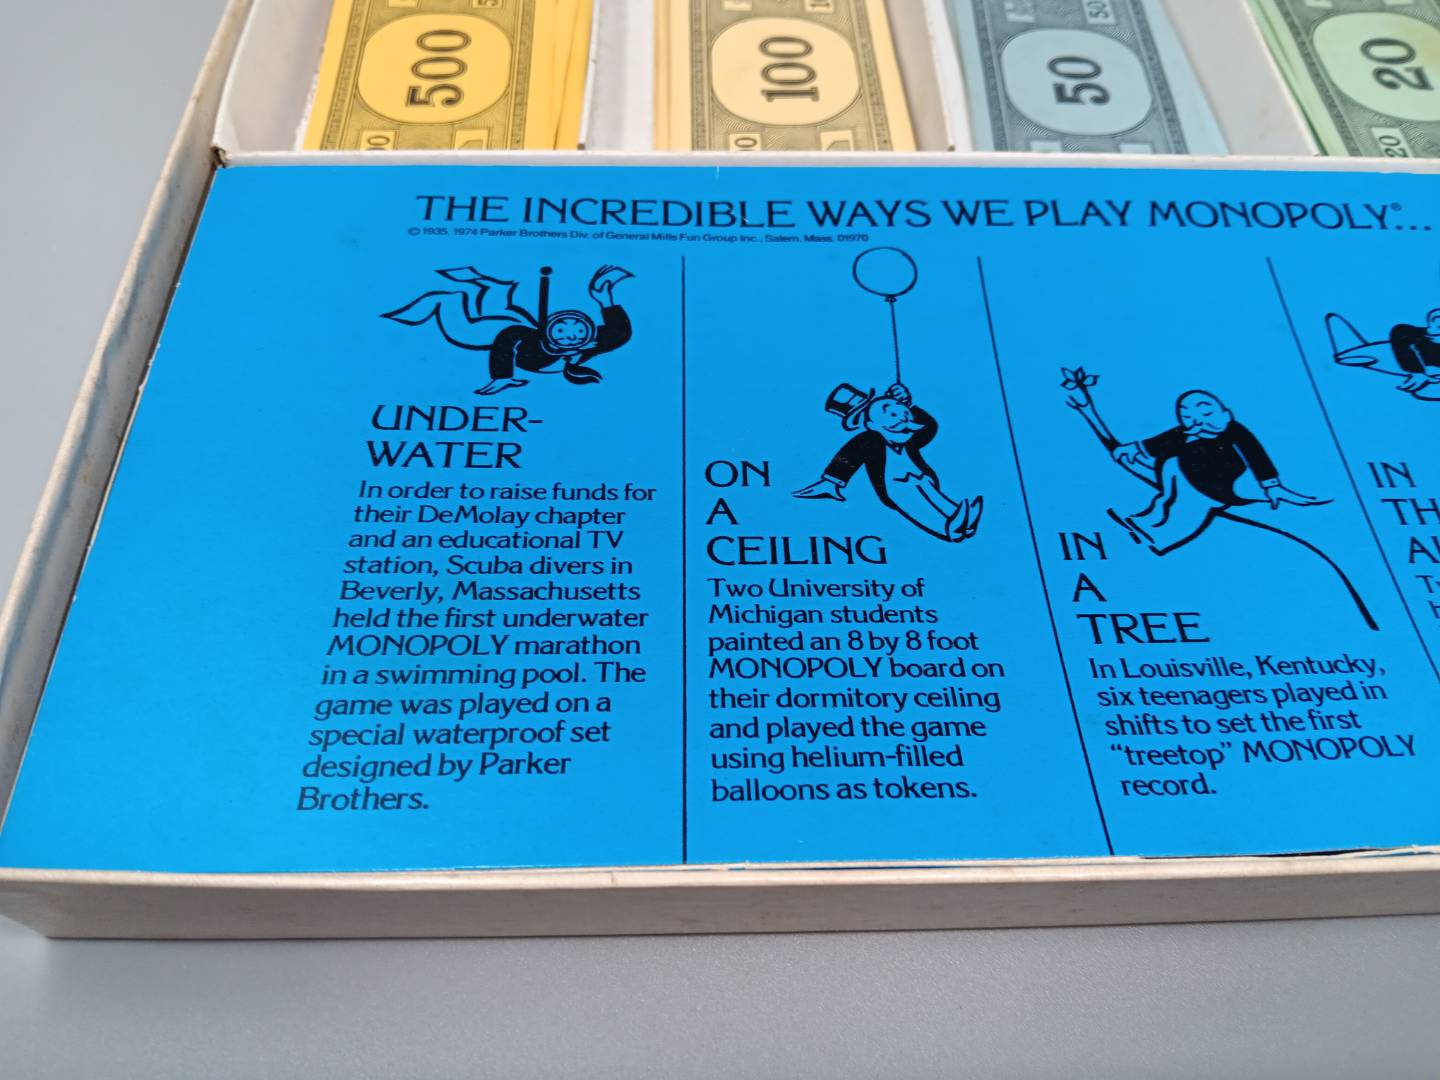 500
100
50
20
50
20
THE INCREDIBLE WAYS WE PLAY MONOPOLY®...
© 1935, 1974 Parker Brothers Div. of General Mills Fun Group Inc., Salem, Mass. 01970
UNDER-
WATER
In order to raise funds for
their DeMolay chapter
and an educational TV
station, Scuba divers in
Beverly, Massachusetts
held the first underwater
MONOPOLY marathon
in a swimming pool. The
game was played on a
special waterproof set
designed by Parker
Brothers.
ON
A
CEILING
Two University of
Michigan students
painted an 8 by 8 foot
MONOPOLY board on
their dormitory ceiling
and played the game
using helium-filled
balloons as tokens.
IN
A
TREE
In Louisville, Kentucky,
six teenagers played in
shifts to set the first
“treetop” MONOPOLY
record.
IN